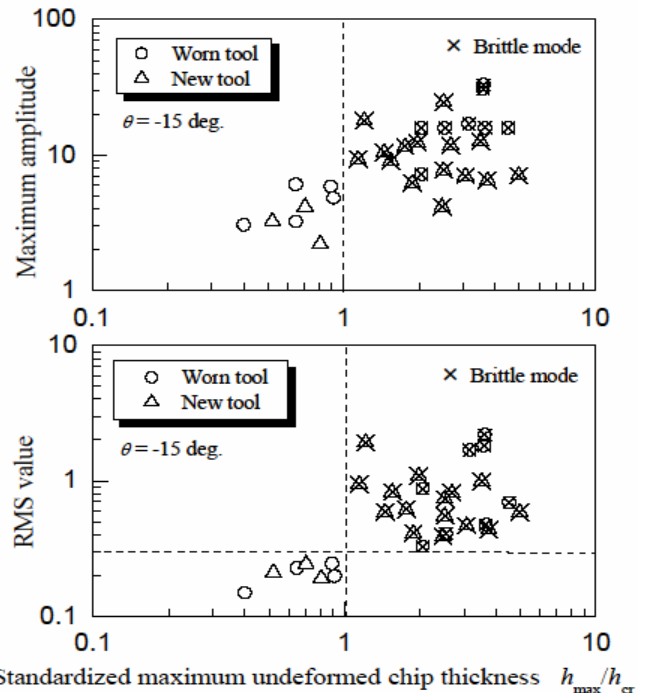 100
Worn tool
New tool
θ = -15 deg.
× Brittle mode
Maximum amplitude
10
1
0.1
1
10
10
Worn tool
New tool
θ = -15 deg.
× Brittle mode
RMS value
1
0.1
0.1
1
10
Standardized maximum undeformed chip thickness h_max/h_cr